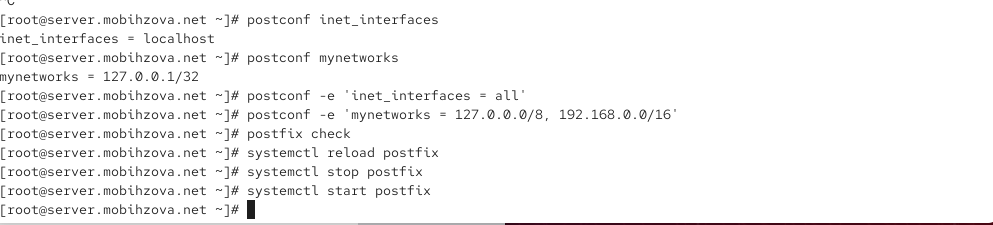 ^C
[root@server.mobihzova.net ~]# postconf inet_interfaces
inet_interfaces = localhost
[root@server.mobihzova.net ~]# postconf mynetworks
mynetworks = 127.0.0.1/32
[root@server.mobihzova.net ~]# postconf -e 'inet_interfaces = all'
[root@server.mobihzova.net ~]# postconf -e 'mynetworks = 127.0.0.0/8, 192.168.0.0/16'
[root@server.mobihzova.net ~]# postfix check
[root@server.mobihzova.net ~]# systemctl reload postfix
[root@server.mobihzova.net ~]# systemctl stop postfix
[root@server.mobihzova.net ~]# systemctl start postfix
[root@server.mobihzova.net ~]#